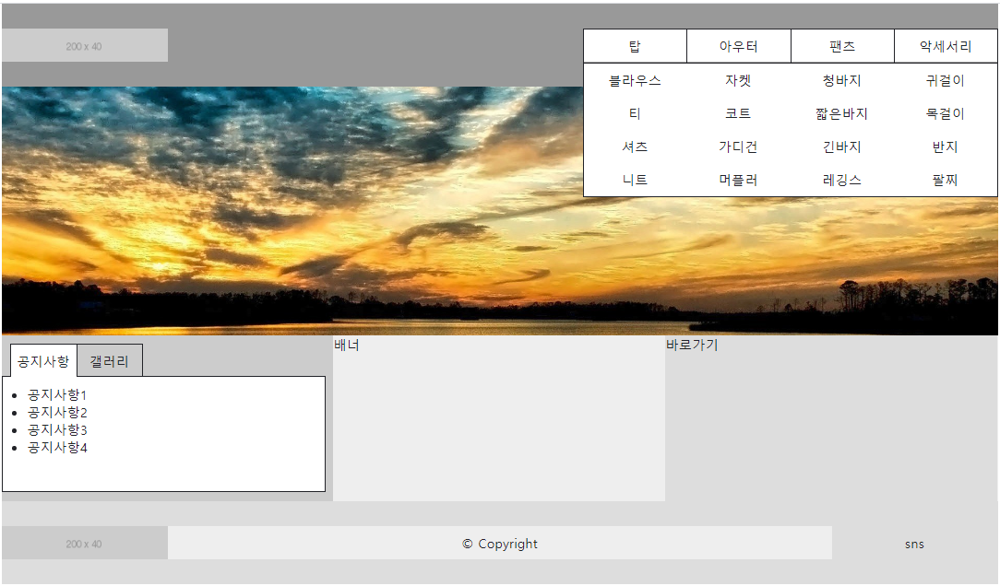 200 x 40
탑 아우터 팬츠 악세서리
블라우스 자켓 청바지 귀걸이
티 코트 짧은바지 목걸이
셔츠 가디건 긴바지 반지
니트 머플러 레깅스 팔찌
공지사항 갤러리
공지사항1
공지사항2
공지사항3
공지사항4
배너
바로가기
200 x 40
© Copyright
sns